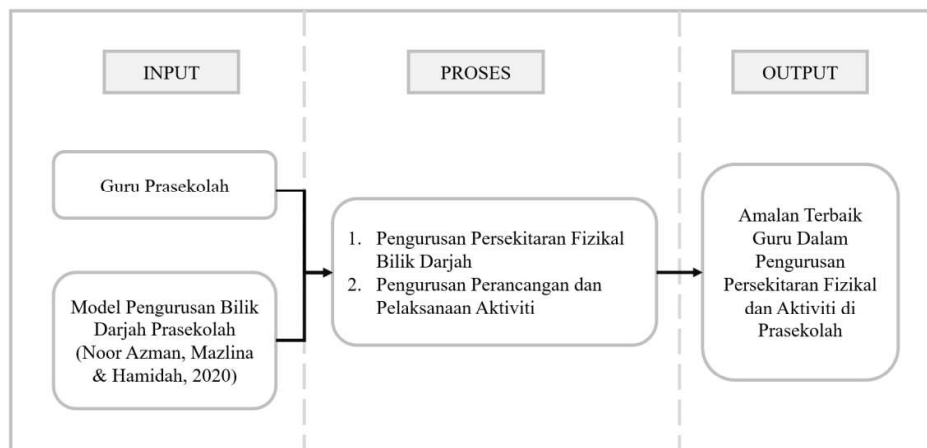 INPUT
PROSES
OUTPUT
Guru Prasekolah
Model Pengurusan Bilik
Darjah Prasekolah
(Noor Azman, Mazlina
& Hamidah, 2020)
1. Pengurusan Persekitaran Fizikal
Bilik Darjah
2. Pengurusan Perancangan dan
Pelaksanaan Aktiviti
Amalan Terbaik
Guru Dalam
Pengurusan
Persekitaran Fizikal
dan Aktiviti di
Prasekolah